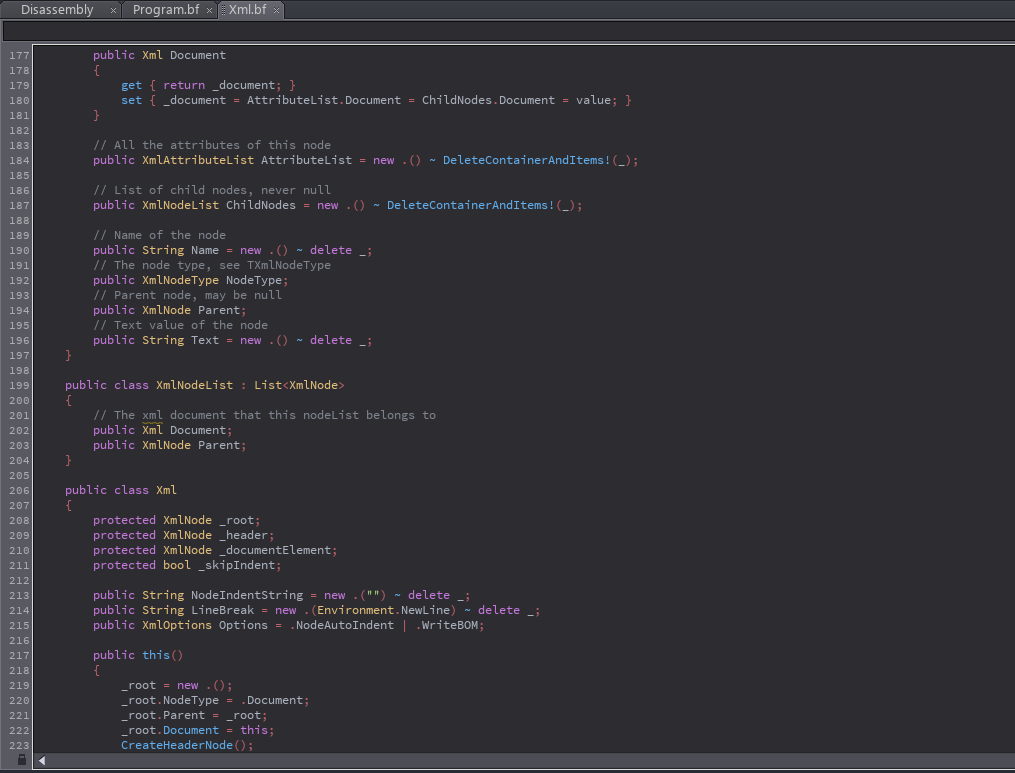 Disassembly × Program.bf × Xml.bf ×
177 public Xml Document
178 {
179 get { return _document; }
180 set { _document = AttributeList.Document = ChildNodes.Document = value; }
181 }
182
183 // All the attributes of this node
184 public XmlAttributeList AttributeList = new .() ~ DeleteContainerAndItems!(_);
185
186 // List of child nodes, never null
187 public XmlNodeList ChildNodes = new .() ~ DeleteContainerAndItems!(_);
188
189 // Name of the node
190 public String Name = new .() ~ delete _;
191 // The node type, see TXmlNodeType
192 public XmlNodeType NodeType;
193 // Parent node, may be null
194 public XmlNode Parent;
195 // Text value of the node
196 public String Text = new .() ~ delete _;
197 }
198
199 public class XmlNodeList : List<XmlNode>
200 {
201 // The xml document that this nodeList belongs to
202 public Xml Document;
203 public XmlNode Parent;
204 }
205
206 public class Xml
207 {
208 protected XmlNode _root;
209 protected XmlNode _header;
210 protected XmlNode _documentElement;
211 protected bool _skipIndent;
212
213 public String NodeIndentString = new .("") ~ delete _;
214 public String LineBreak = new .(Environment.NewLine) ~ delete _;
215 public XmlOptions Options = .NodeAutoIndent | .WriteBOM;
216
217 public this()
218 {
219 _root = new .();
220 _root.NodeType = .Document;
221 _root.Parent = _root;
222 _root.Document = this;
223 CreateHeaderNode();